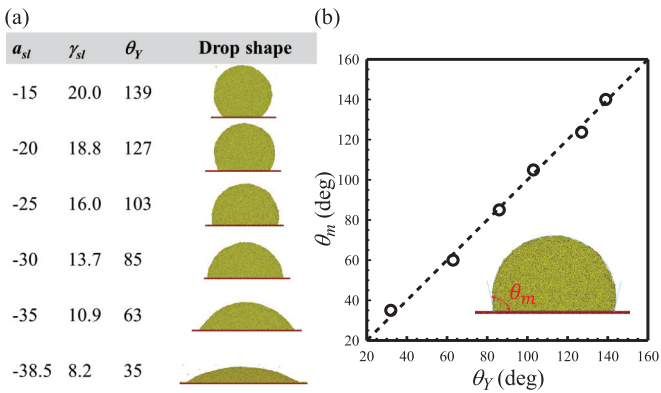 (a)
a_sl γ_sl θ_Y Drop shape
-15 20.0 139
-20 18.8 127
-25 16.0 103
-30 13.7 85
-35 10.9 63
-38.5 8.2 35
(b)
160
140
120
100
80
60
40
20
θ_m (deg)
θ_m
20 40 60 80 100 120 140 160
θ_Y (deg)